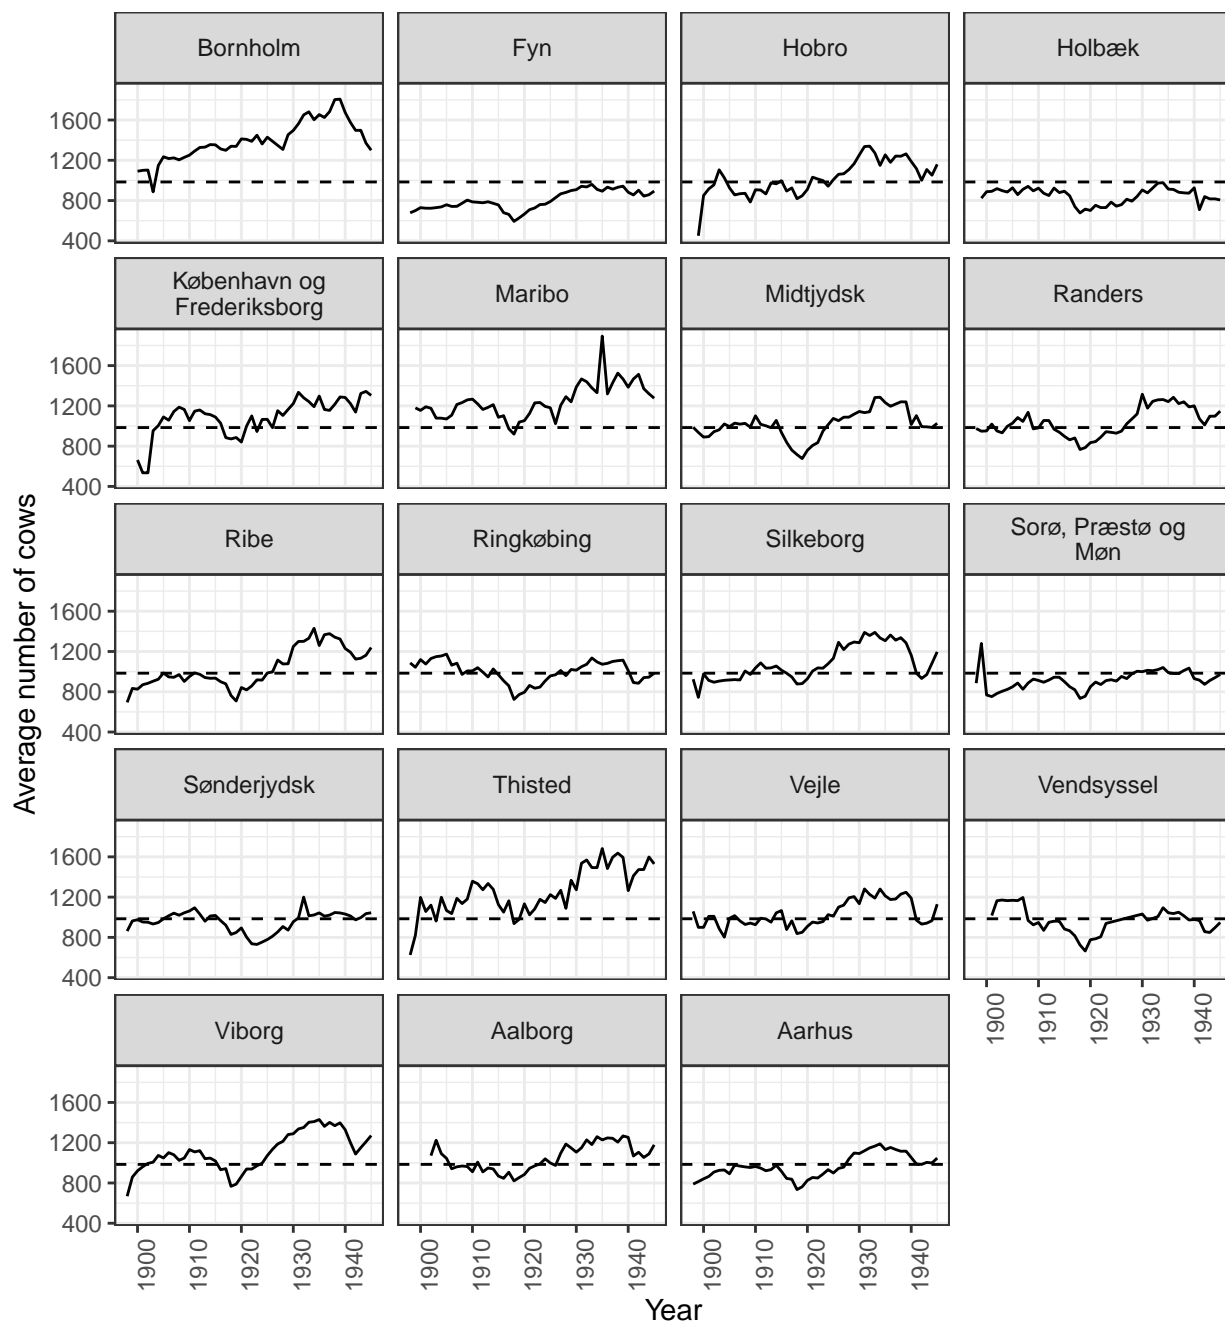 Bornholm
Fyn
Hobro
Holbæk
1600
1200
800
400
København og
Frederiksborg
Maribo
Midtjydsk
Randers
1600
1200
800
400
Ribe
Ringkøbing
Silkeborg
Sorø, Præstø og
Møn
1600
1200
800
400
Sønderjydsk
Thisted
Vejle
Vendsyssel
1600
1200
800
400
1900
1910
1920
1930
1940
Viborg
Aalborg
Aarhus
1600
1200
800
400
1900
1910
1920
1930
1940
1900
1910
1920
1930
1940
1900
1910
1920
1930
1940
Year
Average number of cows